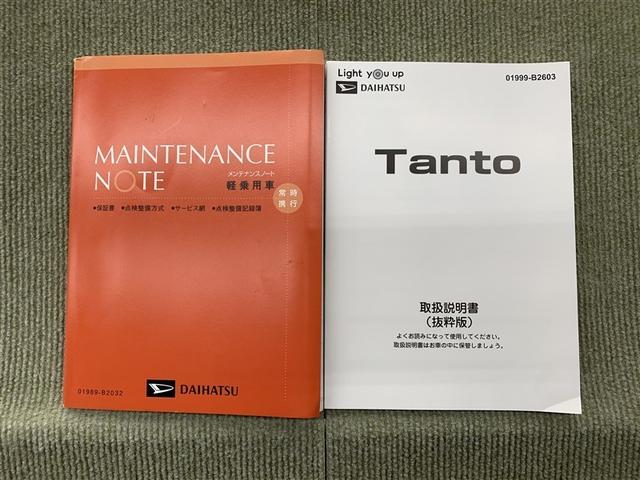 MAINTENANCE
NOTE
メンテナンスノート
軽乗用車
常時
携行
●保証書 ●点検整備方式 ●サービス網 ●点検整備記録簿
01989-B2032
DAIHATSU
Light you up
DAIHATSU
01999-B2603
Tanto
取扱説明書
(抜粋版)
よくお読みになって使用してください。
取扱説明書はお車の中に保管しましょう。